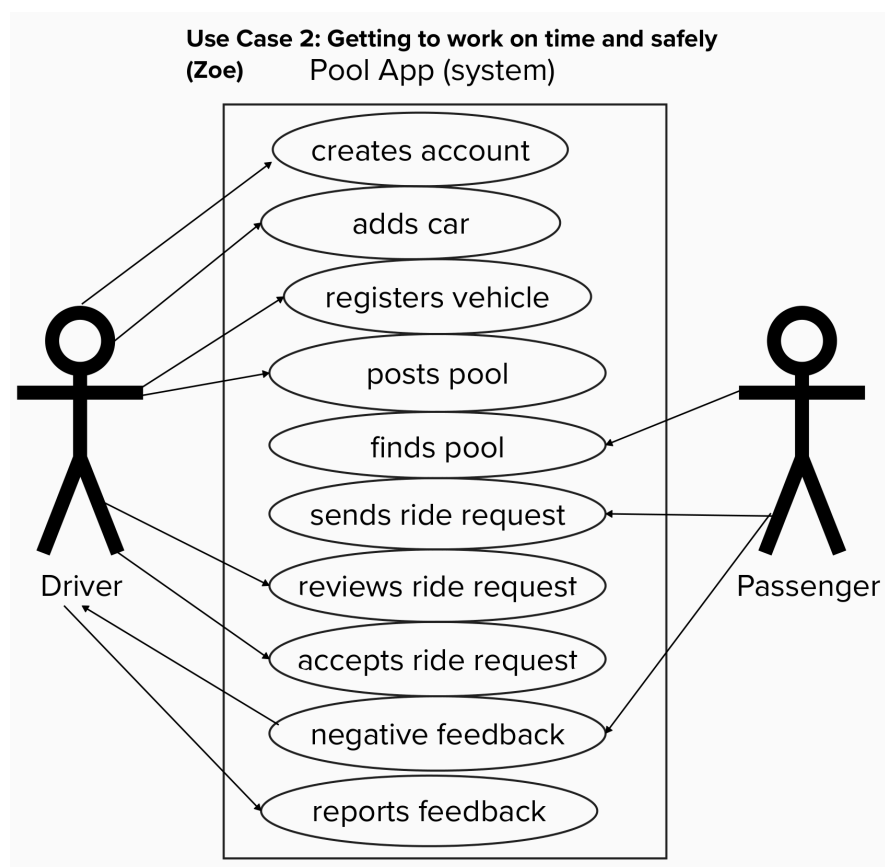 Use Case 2: Getting to work on time and safely
(Zoe) Pool App (system)
creates account
adds car
registers vehicle
posts pool
finds pool
sends ride request
reviews ride request
Driver
Passenger
accepts ride request
negative feedback
reports feedback